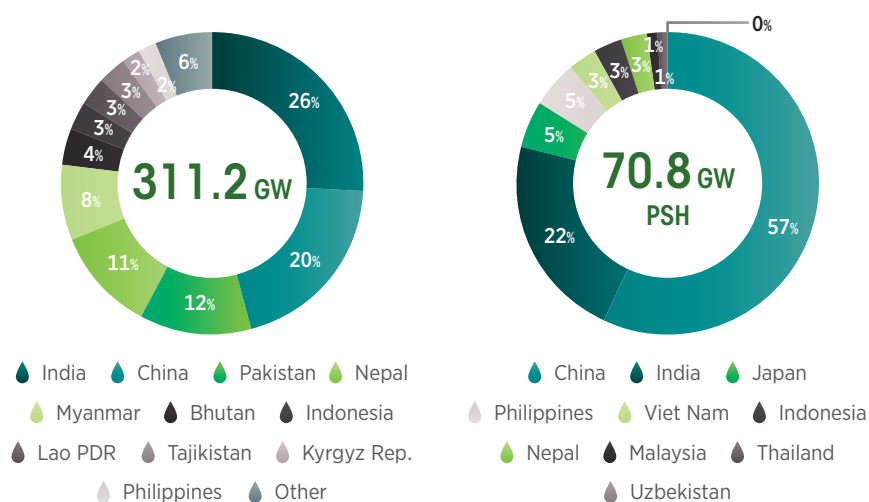 26%
20%
12%
11%
8%
4%
3%
3%
3%
2%
2%
6%
311.2 GW
India China Pakistan Nepal
Myanmar Bhutan Indonesia
Lao PDR Tajikistan Kyrgyz Rep.
Philippines Other
57%
22%
5%
5%
3%
3%
3%
1%
1%
0%
70.8 GW
PSH
China India Japan
Philippines Viet Nam Indonesia
Nepal Malaysia Thailand
Uzbekistan